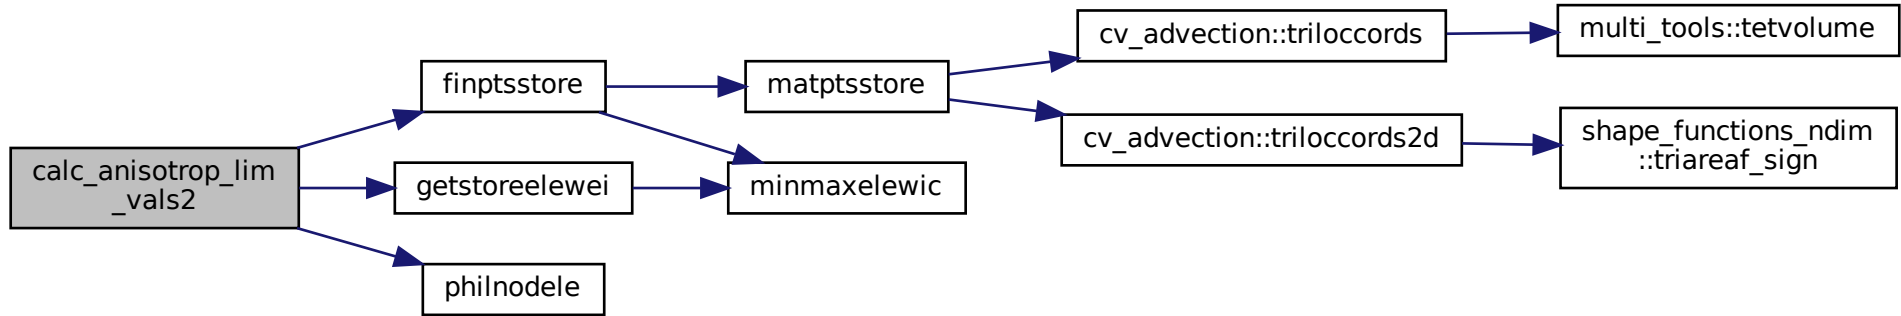 calc_anisotrop_lim
_vals2
finptsstore
getstoreelewei
philnodele
matptsstore
minmaxelewic
cv_advection::triloccords
cv_advection::triloccords2d
multi_tools::tetvolume
shape_functions_ndim
::triareaf_sign